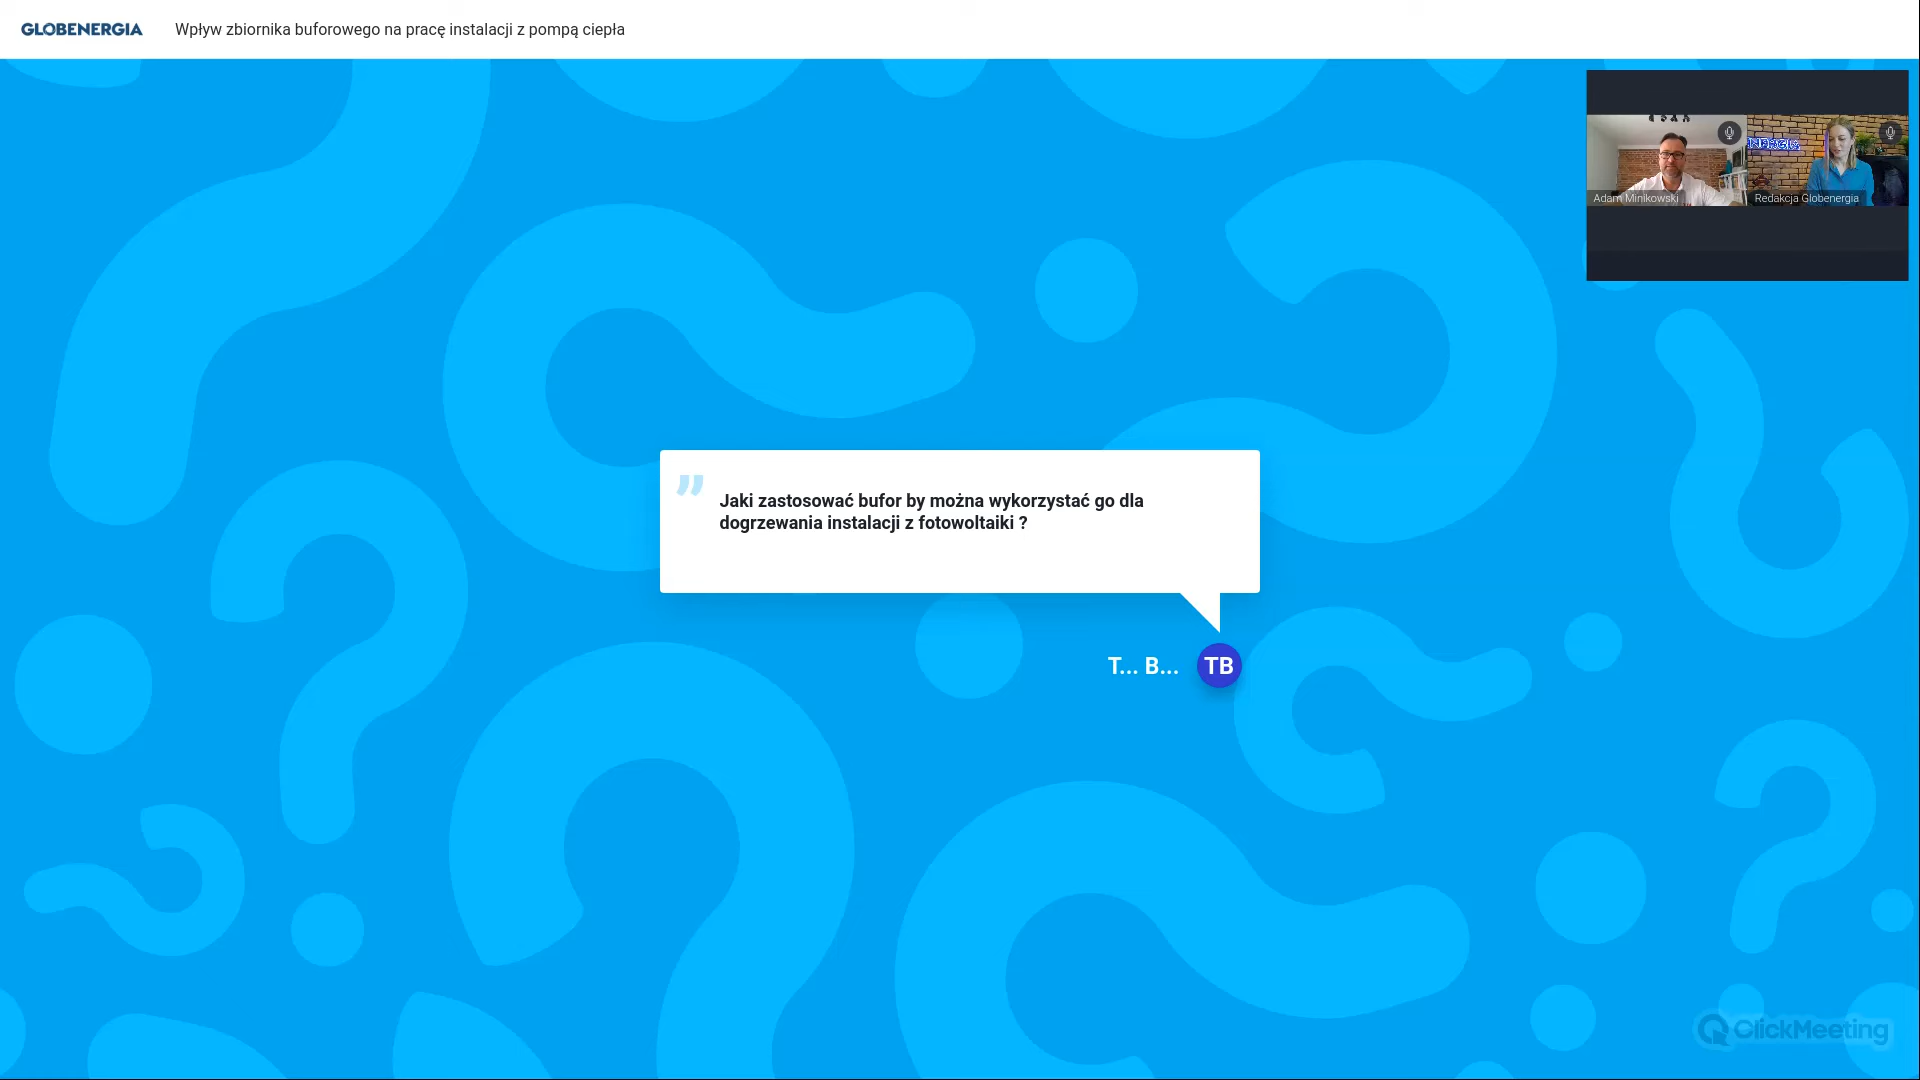 GLOBENERGIA
Wpływ zbiornika buforowego na pracę instalacji z pompą ciepła
Adam Minikowski
Redakcja Globenergia
Jaki zastosować bufor by można wykorzystać go dla
dogrzewania instalacji z fotowoltaiki ?
T... B...
TB
ClickMeeting